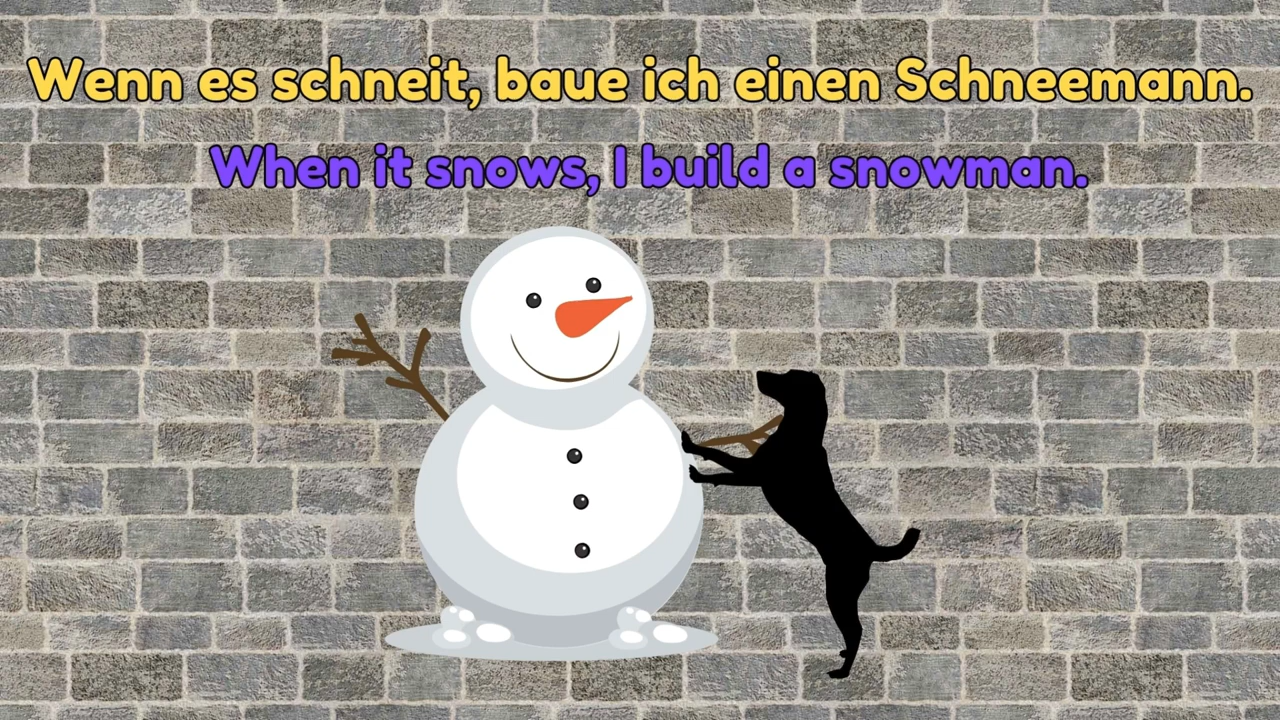 Wenn es schneit, baue ich einen Schneemann.
When it snows, I build a snowman.